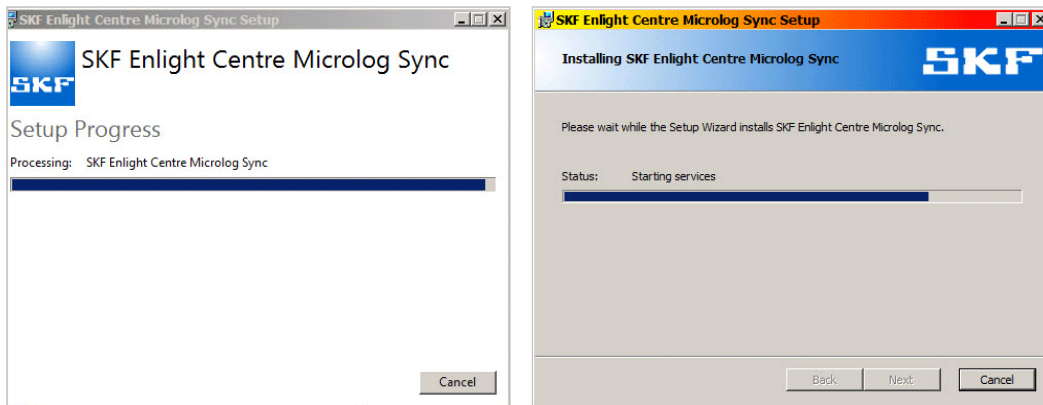 SKF Enlight Centre Microlog Sync Setup
SKF
SKF Enlight Centre Microlog Sync
Setup Progress
Processing: SKF Enlight Centre Microlog Sync
Cancel
SKF Enlight Centre Microlog Sync Setup
Installing SKF Enlight Centre Microlog Sync
SKF
Please wait while the Setup Wizard installs SKF Enlight Centre Microlog Sync.
Status: Starting services
Back Next Cancel